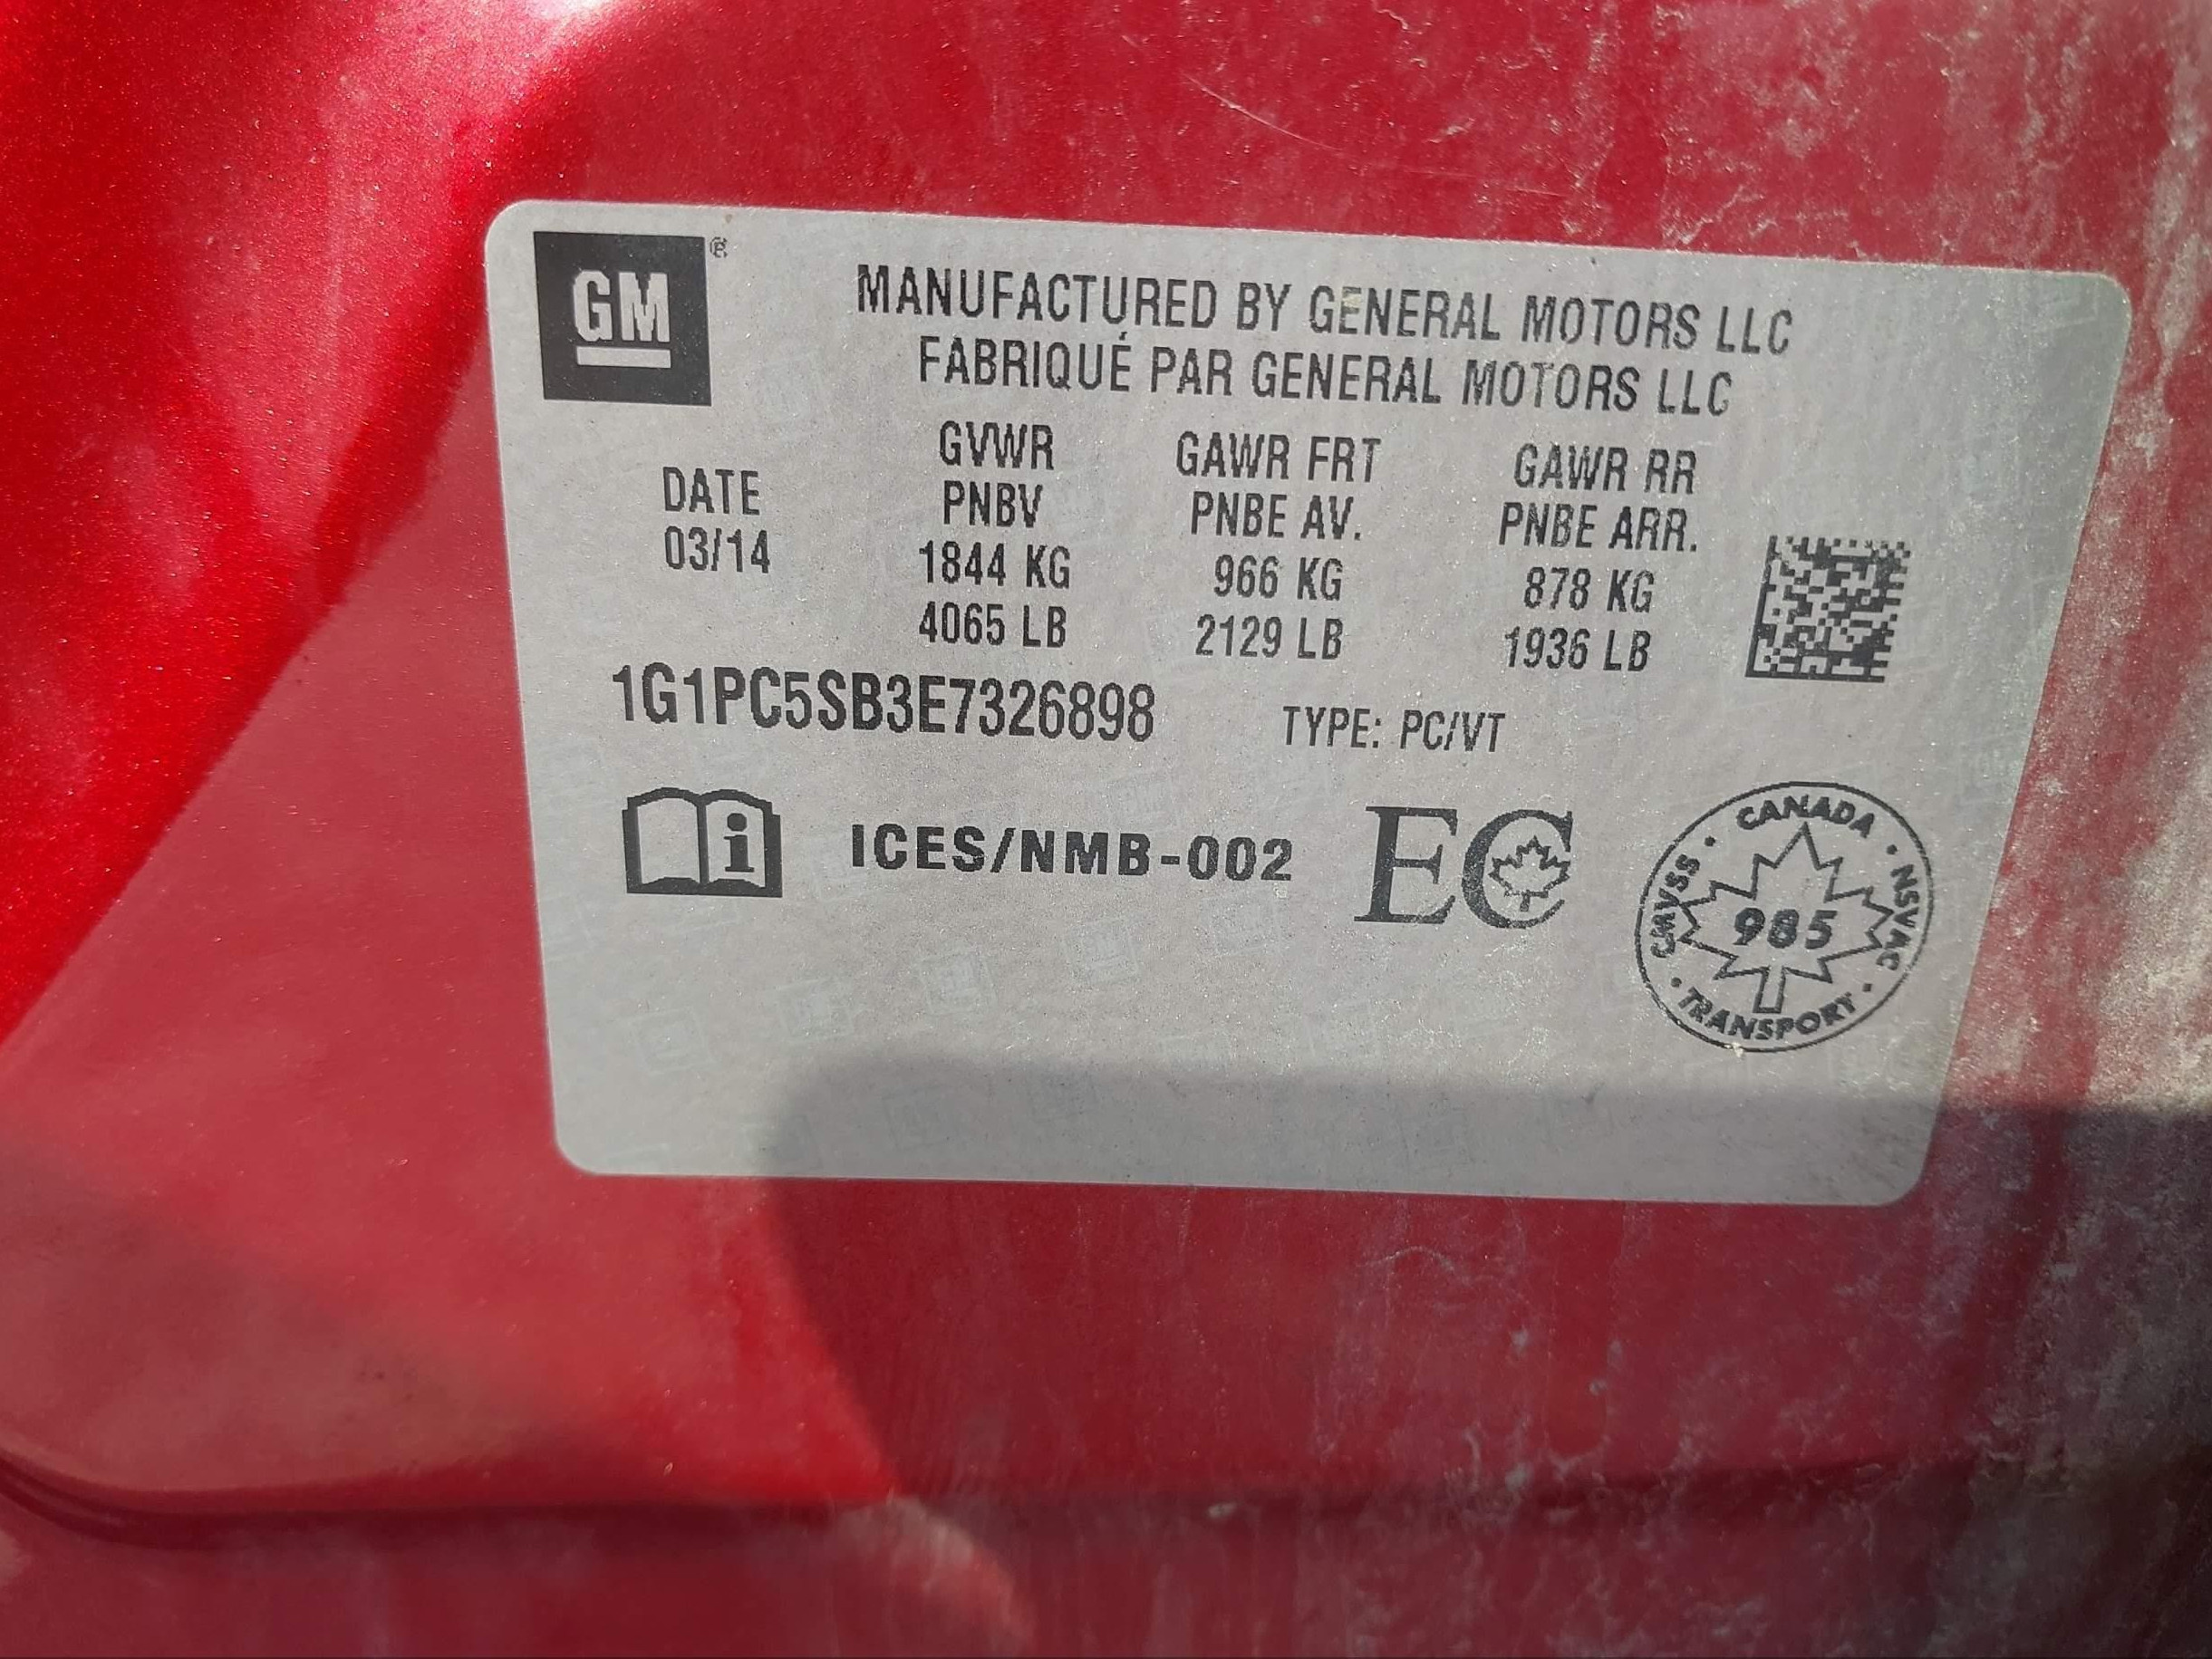 GM ®
MANUFACTURED BY GENERAL MOTORS LLC
FABRIQUÉ PAR GENERAL MOTORS LLC
GVWR GAWR FRT GAWR RR
DATE PNBV PNBE AV. PNBE ARR.
03/14 1844 KG 966 KG 878 KG
4065 LB 2129 LB 1936 LB
1G1PC5SB3E7326898 TYPE: PC/VT
i ICES/NMB-002 EC
CANADA
CMVSS 985 NSVAC
TRANSPORT